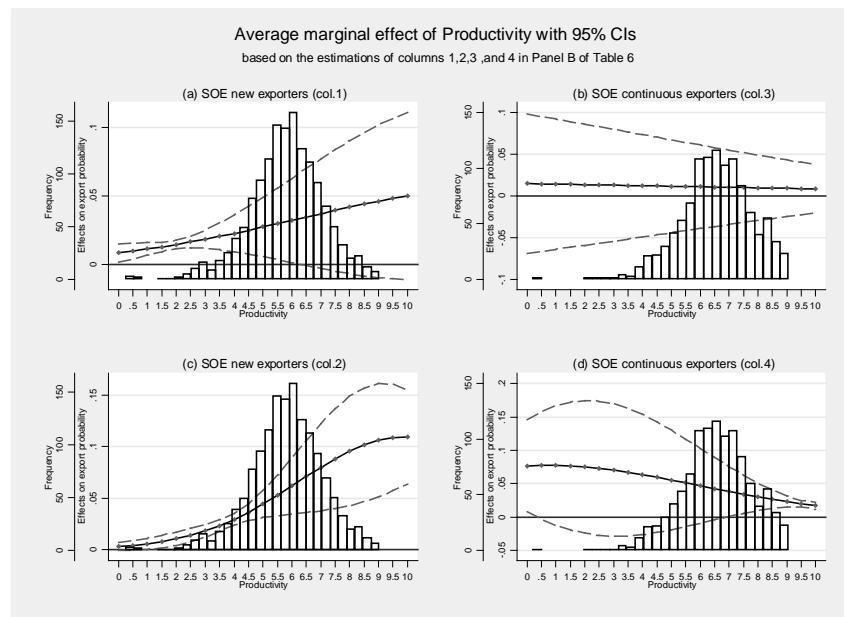 Average marginal effect of Productivity with 95% CIs
based on the estimations of columns 1,2,3 ,and 4 in Panel B of Table 6
(a) SOE new exporters (col.1)
Frequency
0 50 100 150
Effects on export probability
0 .05 .1
0 .5 1 1.5 2 2.5 3 3.5 4 4.5 5 5.5 6 6.5 7 7.5 8 8.5 9 9.5 10
Productivity
(b) SOE continuous exporters (col.3)
Frequency
0 50 100 150
Effects on export probability
-.1 -.05 0 .05 .1
0 .5 1 1.5 2 2.5 3 3.5 4 4.5 5 5.5 6 6.5 7 7.5 8 8.5 9 9.5 10
Productivity
(c) SOE new exporters (col.2)
Frequency
0 50 100 150
Effects on export probability
0 .05 .1 .15
0 .5 1 1.5 2 2.5 3 3.5 4 4.5 5 5.5 6 6.5 7 7.5 8 8.5 9 9.5 10
Productivity
(d) SOE continuous exporters (col.4)
Frequency
0 50 100 150
Effects on export probability
-.05 0 .05 .1 .15 .2
0 .5 1 1.5 2 2.5 3 3.5 4 4.5 5 5.5 6 6.5 7 7.5 8 8.5 9 9.5 10
Productivity